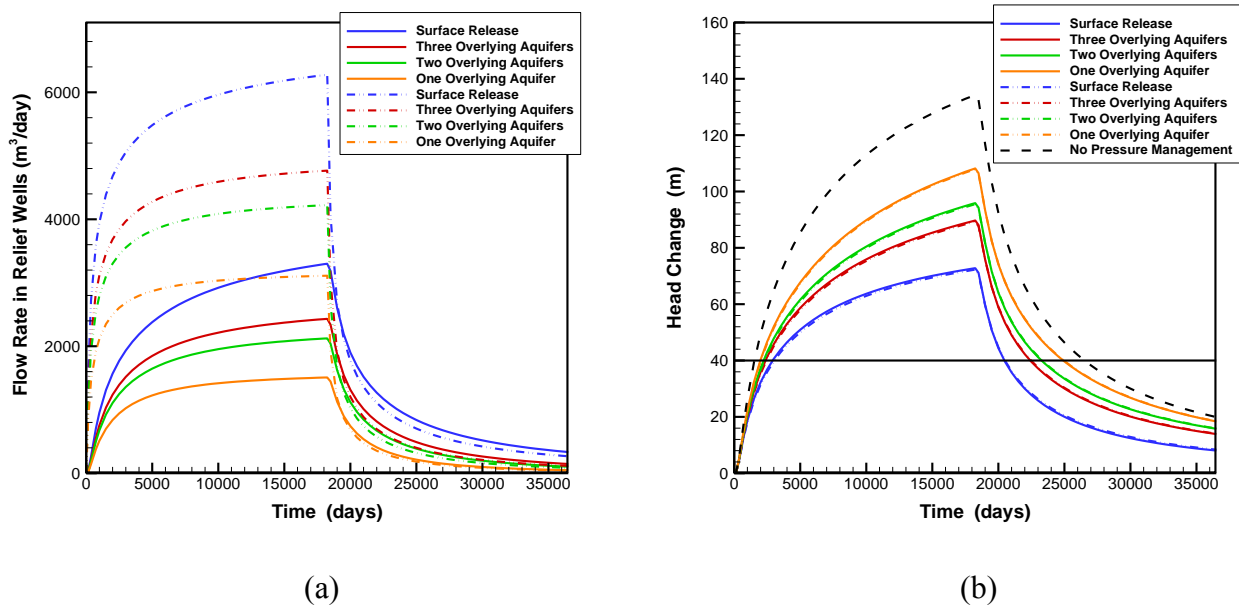 Flow Rate in Relief Wells (m³/day)
6000
4000
2000
0
0 5000 10000 15000 20000 25000 30000 35000
Time (days)
Surface Release
Three Overlying Aquifers
Two Overlying Aquifers
One Overlying Aquifer
Surface Release
Three Overlying Aquifers
Two Overlying Aquifers
One Overlying Aquifer
(a)
Head Change (m)
160
140
120
100
80
60
40
20
0
0 5000 10000 15000 20000 25000 30000 35000
Time (days)
Surface Release
Three Overlying Aquifers
Two Overlying Aquifers
One Overlying Aquifer
Surface Release
Three Overlying Aquifers
Two Overlying Aquifers
One Overlying Aquifer
No Pressure Management
(b)